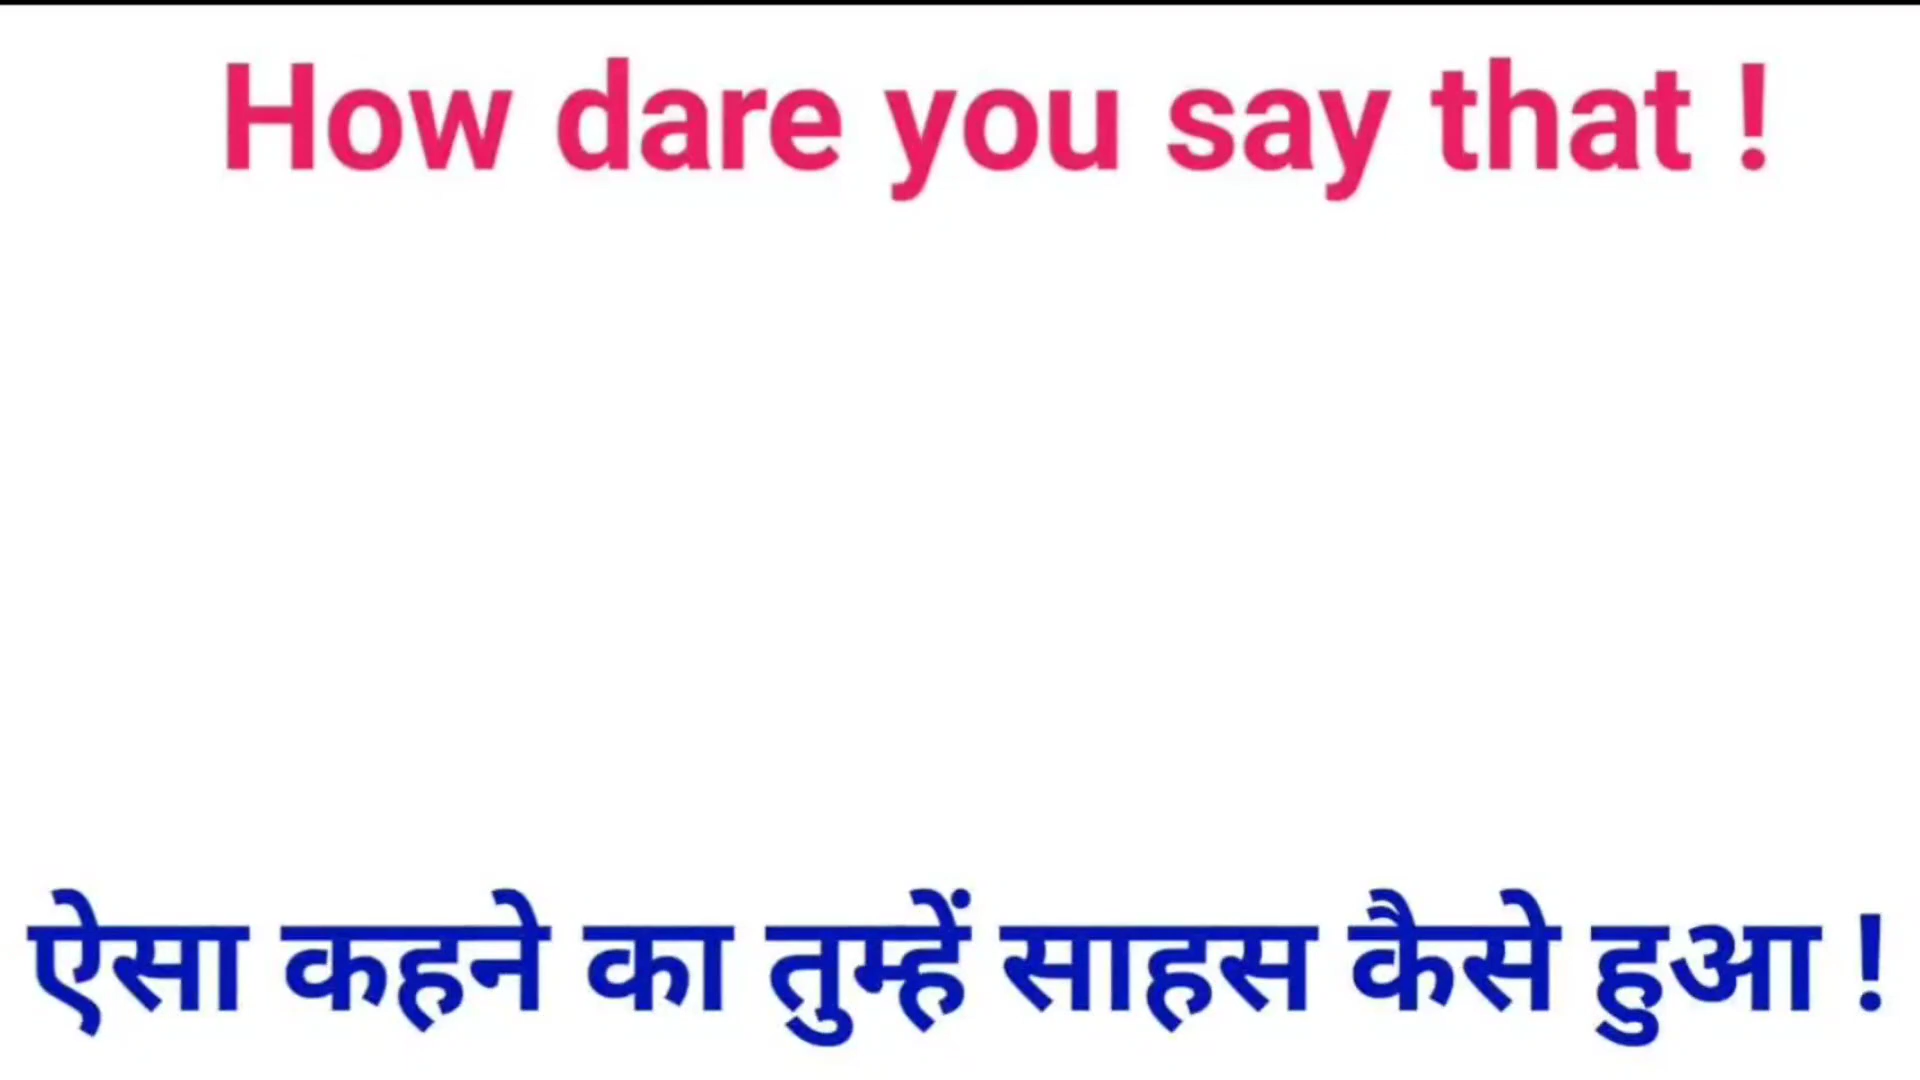 How dare you say that !
ऐसा कहने का तुम्हें साहस कैसे हुआ !